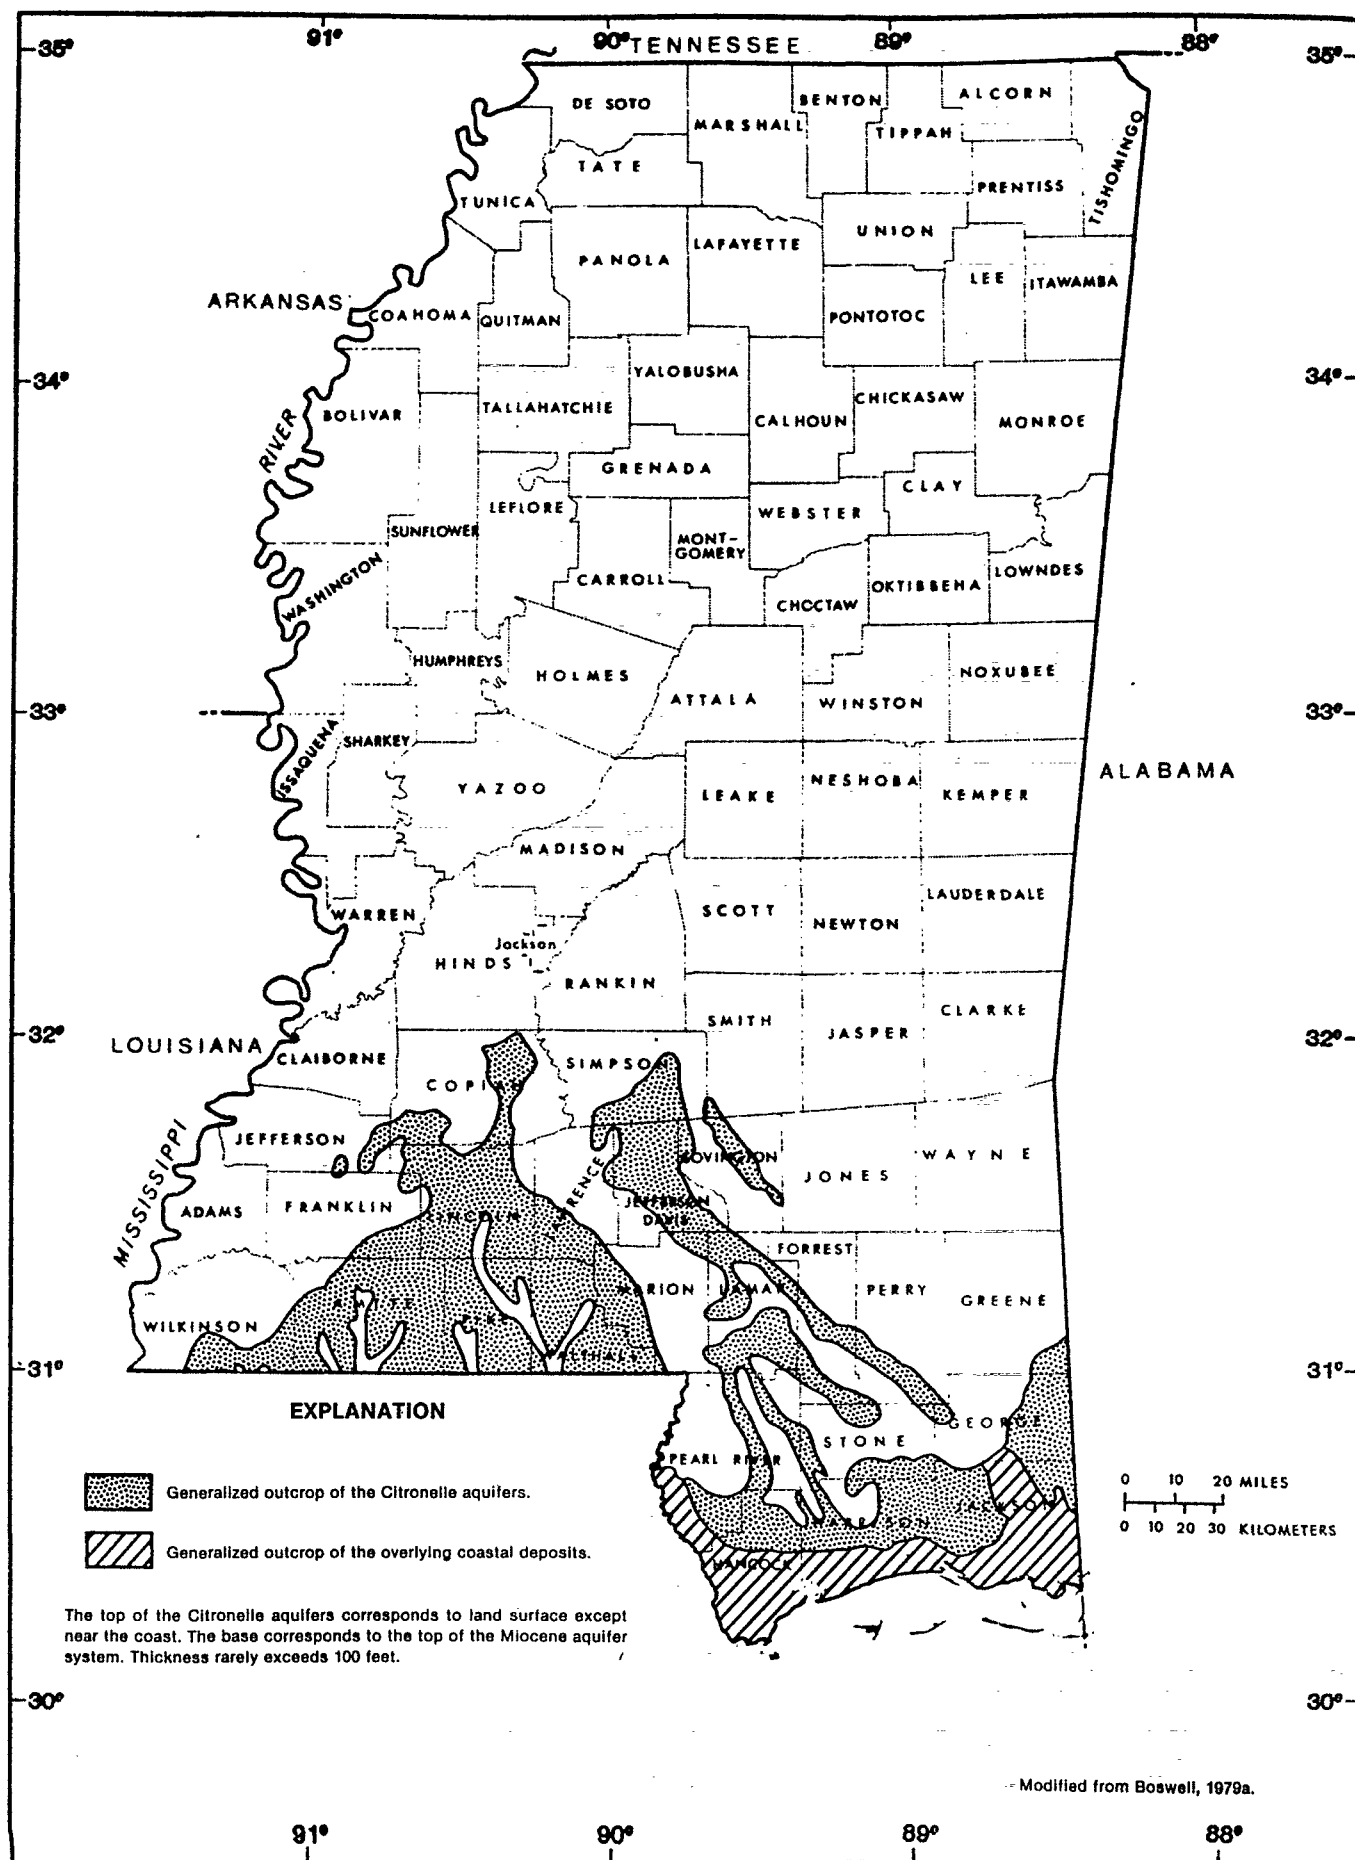 91° 90° 89° 88°
35° TENNESSEE 35°
DE SOTO BENTON ALCORN
MARSHALL TIPPAH
TATE TISHOMINGO
PRENTISS
TUNICA
UNION
LAFAYETTE
PANOLA
LEE ITAWAMBA
ARKANSAS
COAHOMA QUITMAN PONTOTOC
34° YALOBUSHA 34°
CHICKASAW
TALLAHATCHIE
BOLIVAR CALHOUN MONROE
RIVER
GRENADA
CLAY
LEFLORE WEBSTER
SUNFLOWER
MONT-
GOMERY
WASHINGTON CARROLL OKTIBBEHA LOWNDES
CHOCTAW
HUMPHREYS HOLMES NOXUBEE
ATTALA WINSTON
33° 33°
ISSAQUENA SHARKEY
ALABAMA
YAZOO LEAKE NESHOBA KEMPER
MADISON
LAUDERDALE
WARREN SCOTT NEWTON
Jackson
HINDS RANKIN
CLARKE
SMITH JASPER
32° 32°
LOUISIANA CLAIBORNE SIMPSON
COPIAH
MISSISSIPPI
JEFFERSON COVINGTON JONES WAYNE
LAWRENCE
ADAMS FRANKLIN LINCOLN JEFFERSON
DAVIS
FORREST
MARION LAMAR PERRY GREENE
AMITE PIKE
WILKINSON
WALTHALL
31° 31°
EXPLANATION
GEORGE
STONE
PEARL RIVER
0 10 20 MILES
0 10 20 30 KILOMETERS
JACKSON
HARRISON
HANCOCK
Generalized outcrop of the Citronelle aquifers.
Generalized outcrop of the overlying coastal deposits.
The top of the Citronelle aquifers corresponds to land surface except
near the coast. The base corresponds to the top of the Miocene aquifer
system. Thickness rarely exceeds 100 feet.
30° 30°
Modified from Boswell, 1979a.
91° 90° 89° 88°